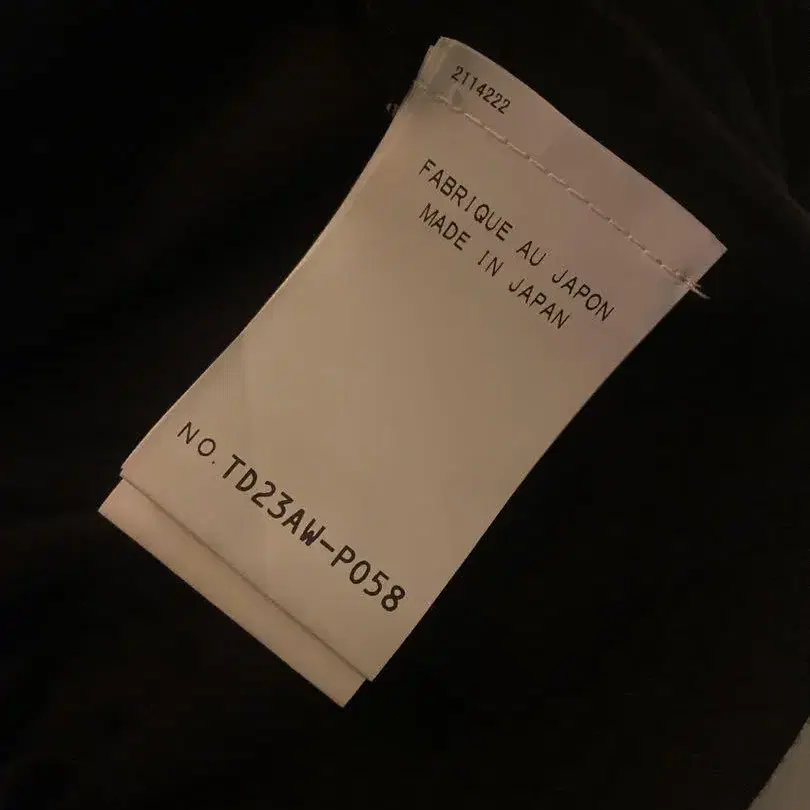 2114222
FABRIQUE AU JAPON
MADE IN JAPAN
NO. TD23AW-P058